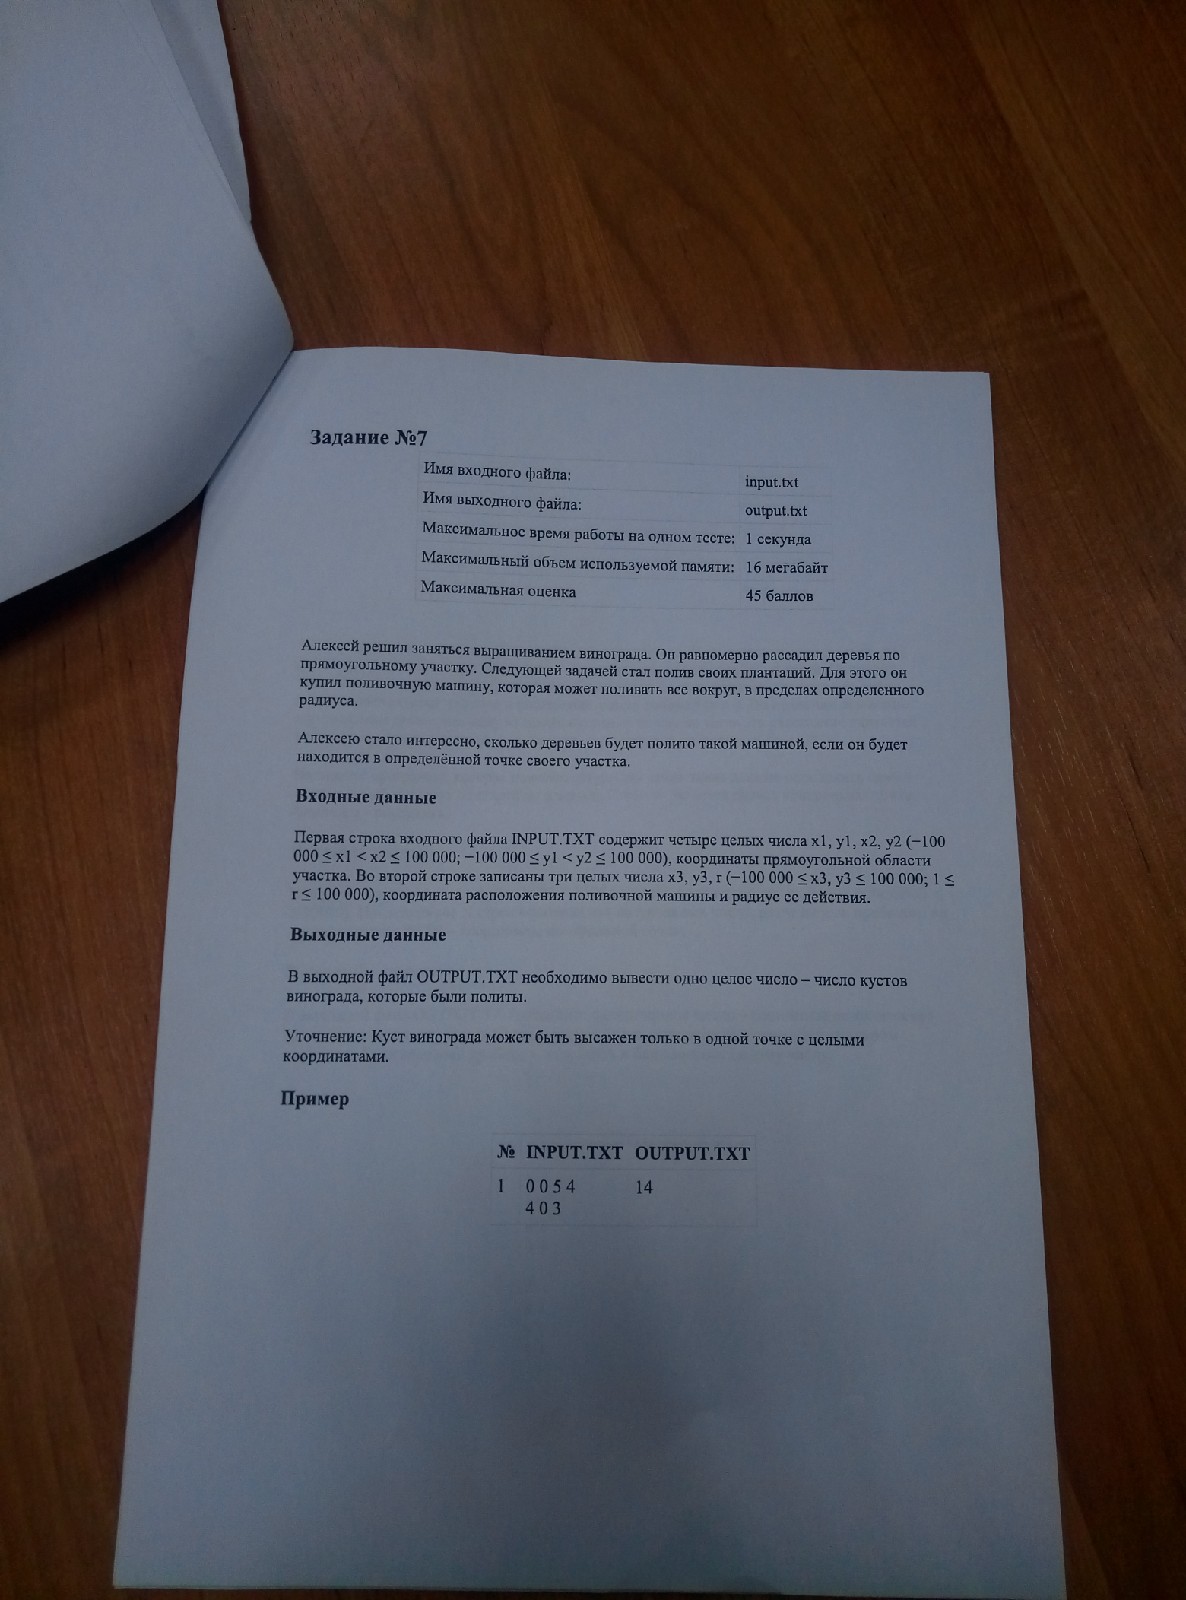 Задание №7
Имя входного файла: input.txt
Имя выходного файла: output.txt
Максимальное время работы на одном тесте: 1 секунда
Максимальный объем используемой памяти: 16 мегабайт
Максимальная оценка 45 баллов
Алексей решил заняться выращиванием винограда. Он равномерно рассадил деревья по
прямоугольному участку. Следующей задачей стал полив своих плантаций. Для этого он
купил поливочную машину, которая может поливать все вокруг, в пределах определенного
радиуса.
Алексею стало интересно, сколько деревьев будет полито такой машиной, если он будет
находится в определённой точке своего участка.
Входные данные
Первая строка входного файла INPUT.TXT содержит четыре целых числа x1, y1, x2, y2 (−100
000 ≤ x1 < x2 ≤ 100 000; −100 000 ≤ y1 < y2 ≤ 100 000), координаты прямоугольной области
участка. Во второй строке записаны три целых числа x3, y3, r (−100 000 ≤ x3, y3 ≤ 100 000; 1 ≤
r ≤ 100 000), координата расположения поливочной машины и радиус ее действия.
Выходные данные
В выходной файл OUTPUT.TXT необходимо вывести одно целое число – число кустов
винограда, которые были политы.
Уточнение: Куст винограда может быть высажен только в одной точке с целыми
координатами.
Пример
№ INPUT.TXT OUTPUT.TXT
1 0 0 5 4 14
4 0 3